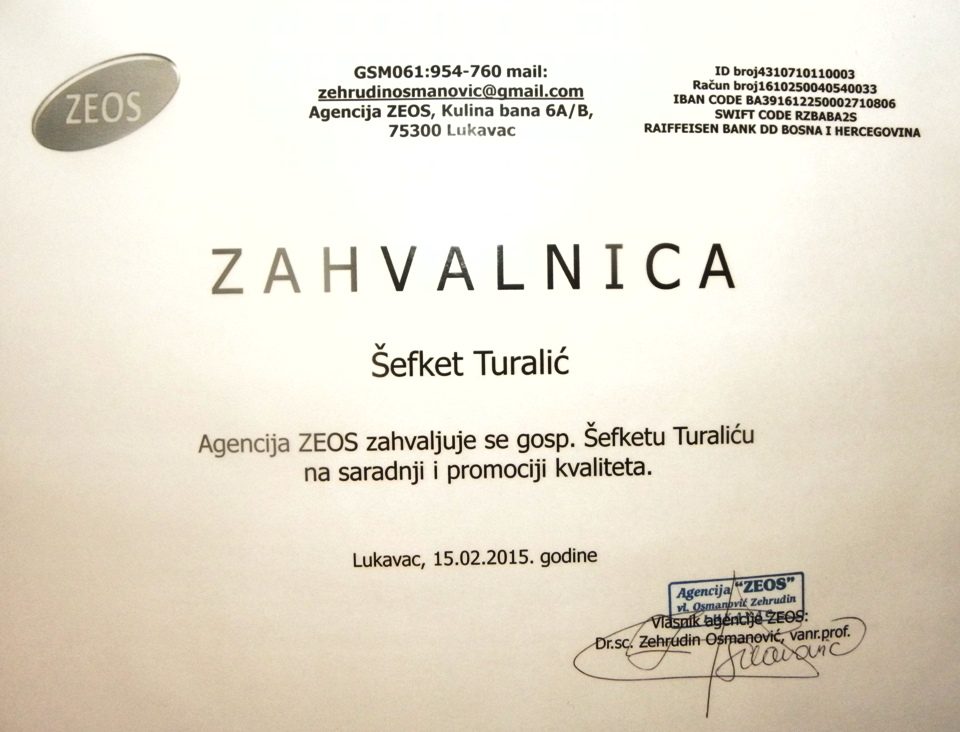 ZEOS
GSM061:954-760 mail:
zehrudinosmanovic@gmail.com
Agencija ZEOS, Kulina bana 6A/B,
75300 Lukavac
ID broj4310710110003
Račun broj1610250040540033
IBAN CODE BA391612250002710806
SWIFT CODE RZBABA2S
RAIFFEISEN BANK DD BOSNA I HERCEGOVINA
ZAHVALNICA
Šefket Turalić
Agencija ZEOS zahvaljuje se gosp. Šefketu Turaliću
na saradnji i promociji kvaliteta.
Lukavac, 15.02.2015. godine
Agencija "ZEOS"
vl. Osmanović Zehrudin
Vlasnik agencije ZEOS:
Dr.sc. Zehrudin Osmanović, vanr.prof.